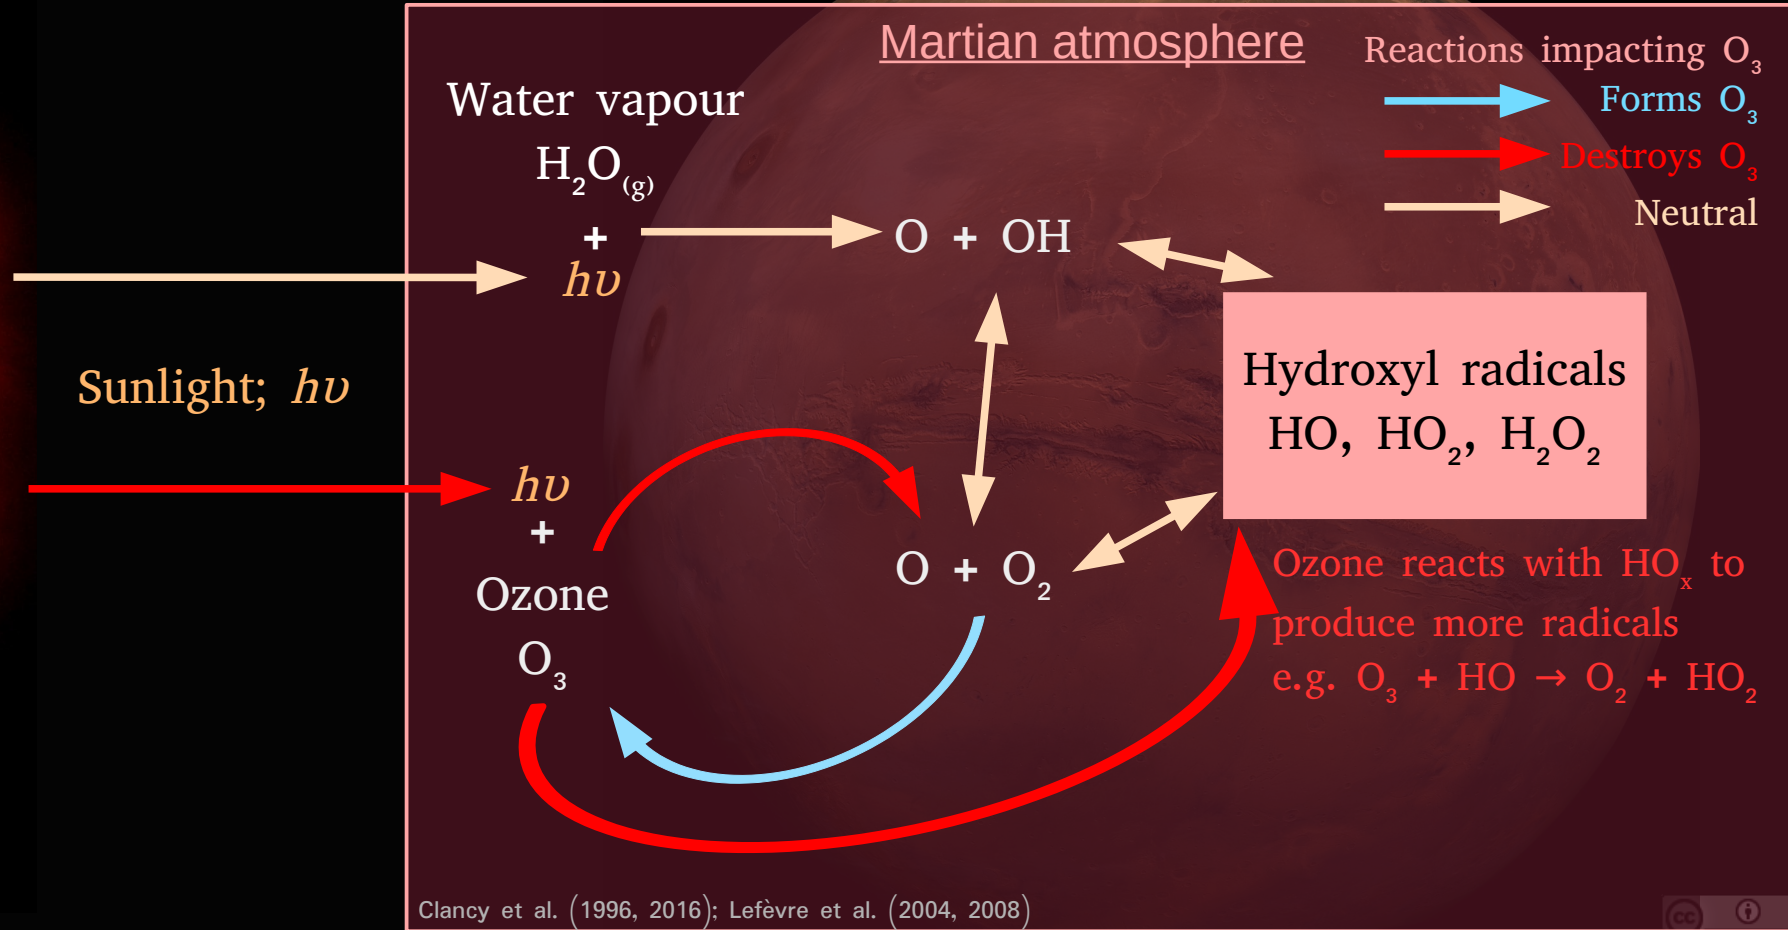 Martian atmosphere
Reactions impacting O₃
Forms O₃
Destroys O₃
Neutral
Water vapour
H₂O₍g₎
+
hυ
O + OH
Sunlight; hυ
Hydroxyl radicals
HO, HO₂, H₂O₂
hυ
+
Ozone
O₃
O + O₂
Ozone reacts with HOₓ to
produce more radicals
e.g. O₃ + HO → O₂ + HO₂
Clancy et al. (1996, 2016); Lefèvre et al. (2004, 2008)
cc